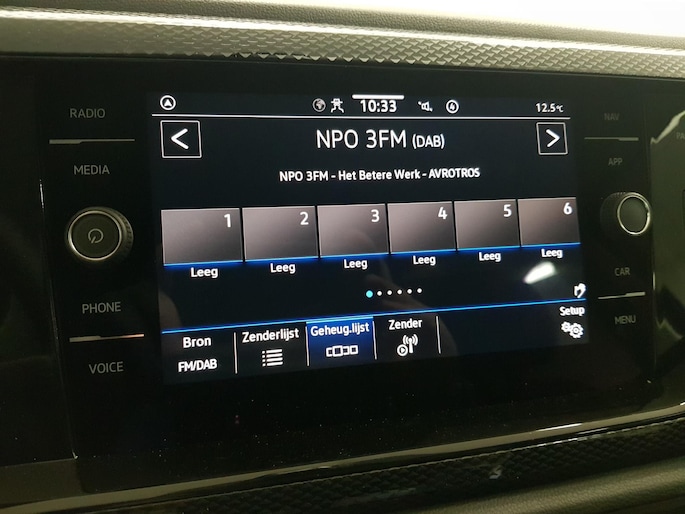 10:33
4
12.5°C
RADIO
MEDIA
PHONE
VOICE
NPO 3FM (DAB)
NPO 3FM - Het Betere Werk - AVROTROS
1 2 3 4 5 6
Leeg Leeg Leeg Leeg Leeg Leeg
Setup
Bron Zenderlijst Geheug.lijst Zender
FM/DAB
NAV
APP
CAR
MENU